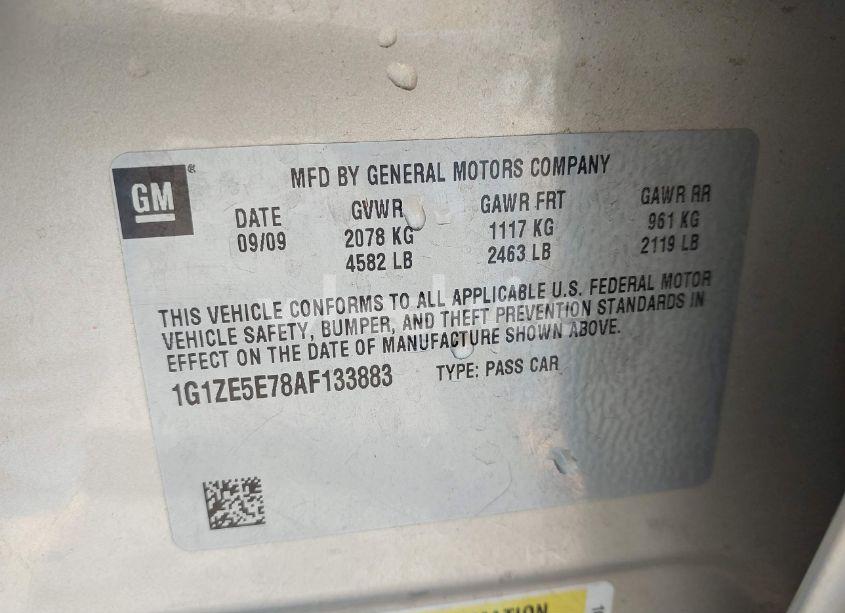 GM
MFD BY GENERAL MOTORS COMPANY
DATE GVWR GAWR FRT GAWR RR
09/09 2078 KG 1117 KG 961 KG
4582 LB 2463 LB 2119 LB
THIS VEHICLE CONFORMS TO ALL APPLICABLE U.S. FEDERAL MOTOR
VEHICLE SAFETY, BUMPER, AND THEFT PREVENTION STANDARDS IN
EFFECT ON THE DATE OF MANUFACTURE SHOWN ABOVE.
1G1ZE5E78AF133883 TYPE: PASS CAR